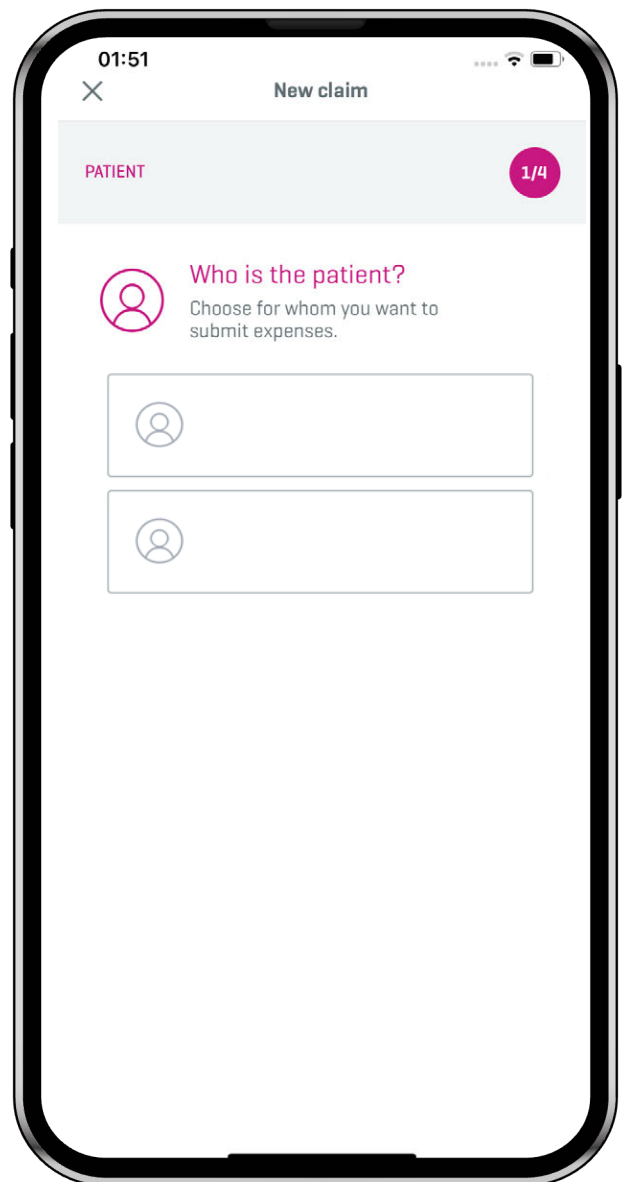 01:51
New claim
PATIENT
1/4
Who is the patient?
Choose for whom you want to
submit expenses.